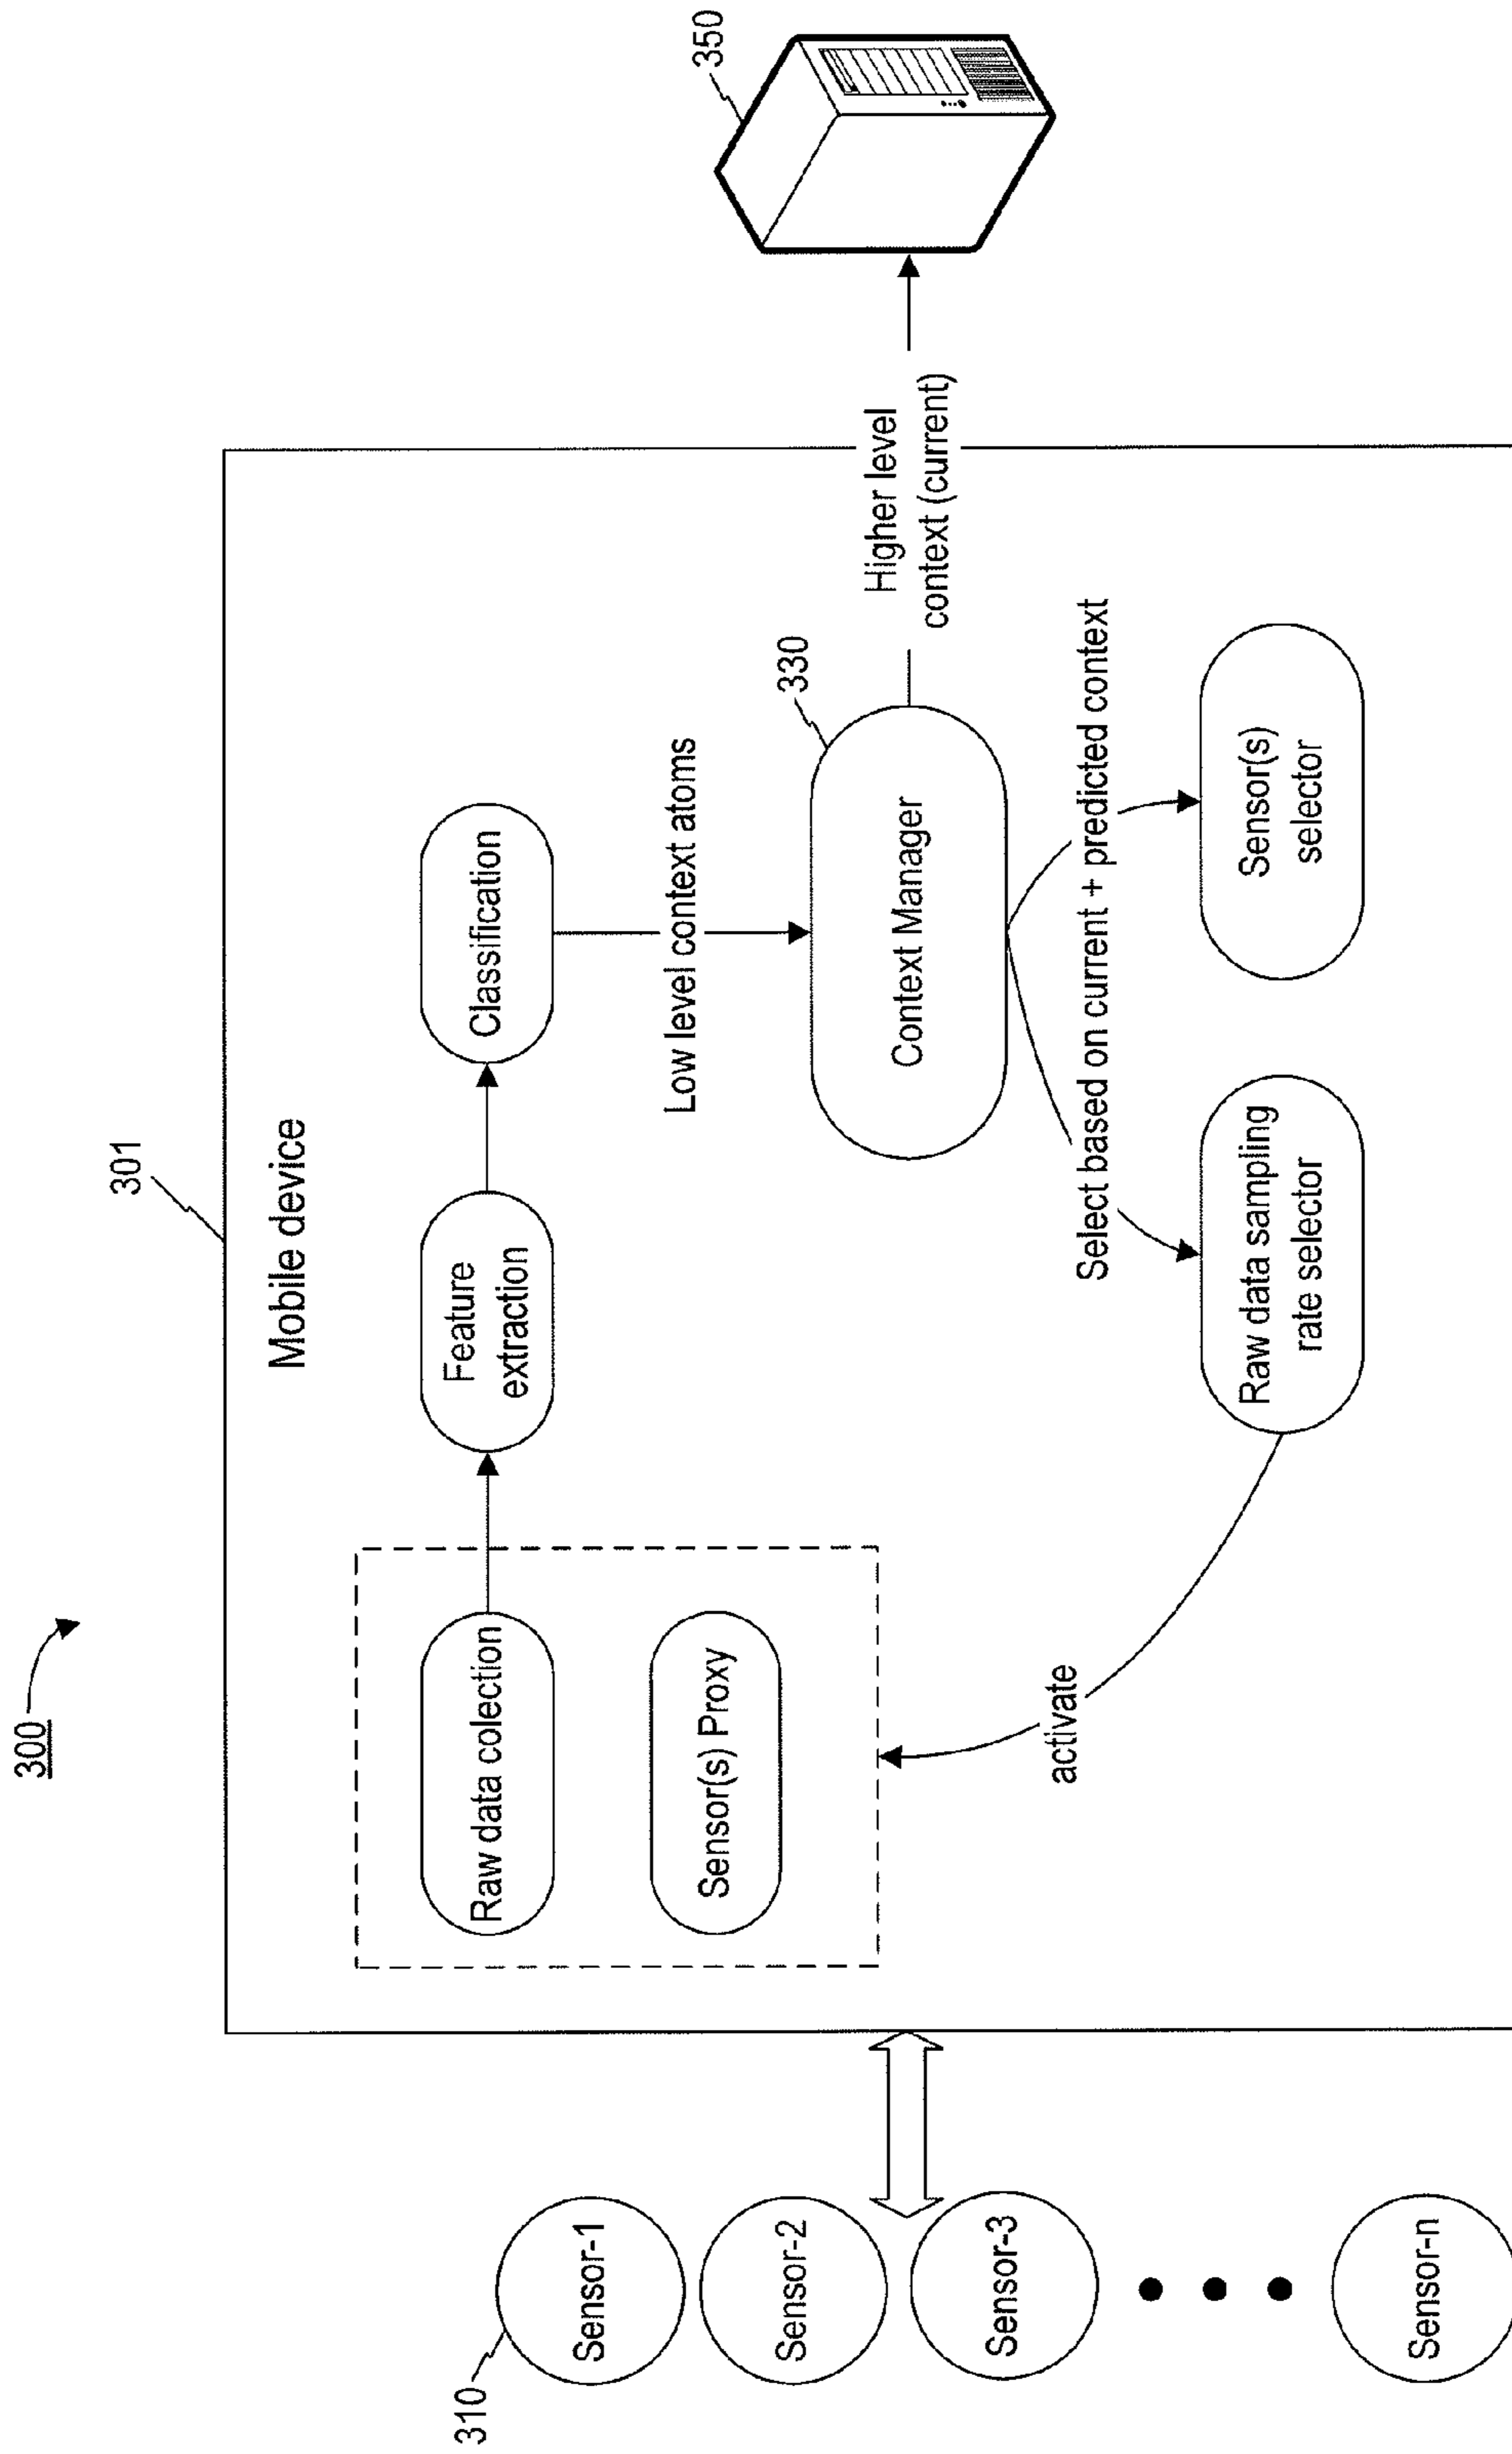 300
301
Mobile device
310
Sensor-1
Sensor-2
Sensor-3
Sensor-n
Raw data colection
Sensor(s) Proxy
Feature
extraction
Classification
Low level context atoms
330
Context Manager
Higher level
context (current)
350
Select based on current + predicted context
Raw data sampling
rate selector
Sensor(s)
selector
activate